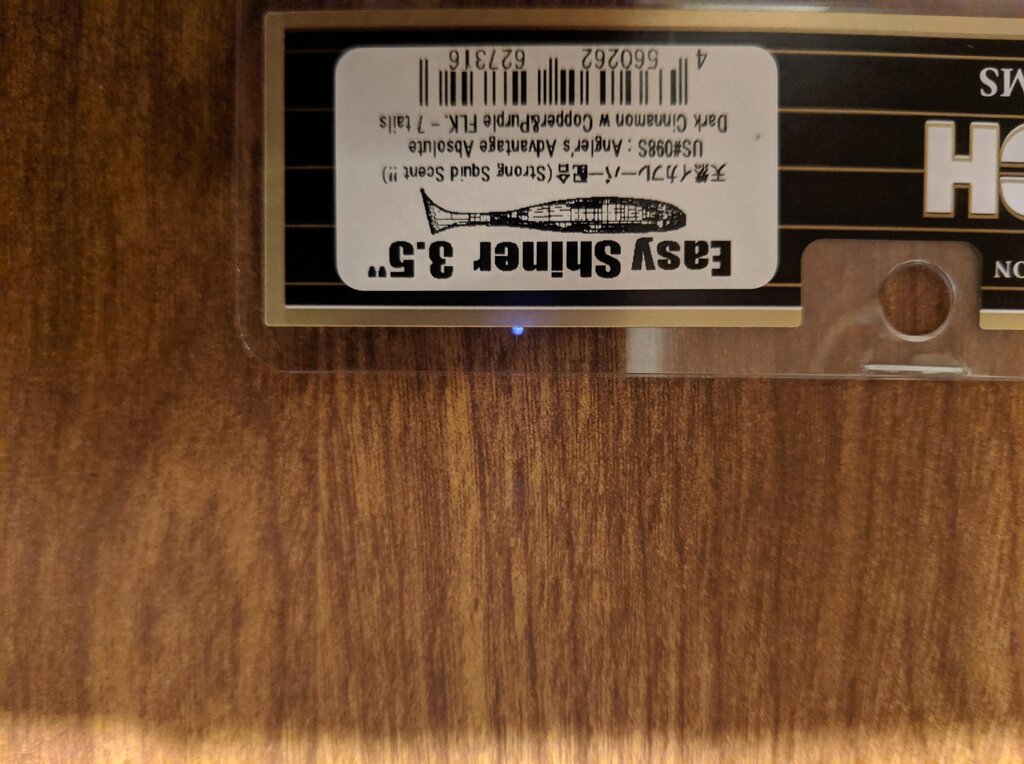 Easy Shiner 3.5"
天然イカフレーバー配合(Strong Squid Scent !!)
US#098S : Angler's Advantage Absolute
Dark Cinnamon w Copper&Purple FLK. - 7 tails
4 560262 627316